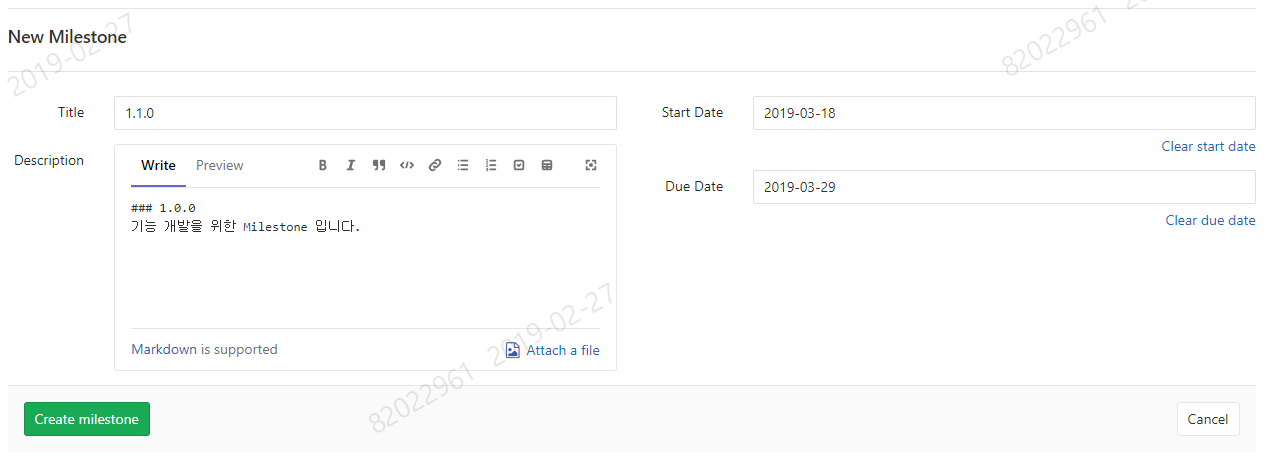 New Milestone
2019-02-27
82022961 20
Title
1.1.0
Start Date
2019-03-18
Clear start date
Description
Write Preview
Due Date
2019-03-29
Clear due date
### 1.0.0
기능 개발을 위한 Milestone 입니다.
Markdown is supported
Attach a file
82022961 2019-02-27
Create milestone
Cancel